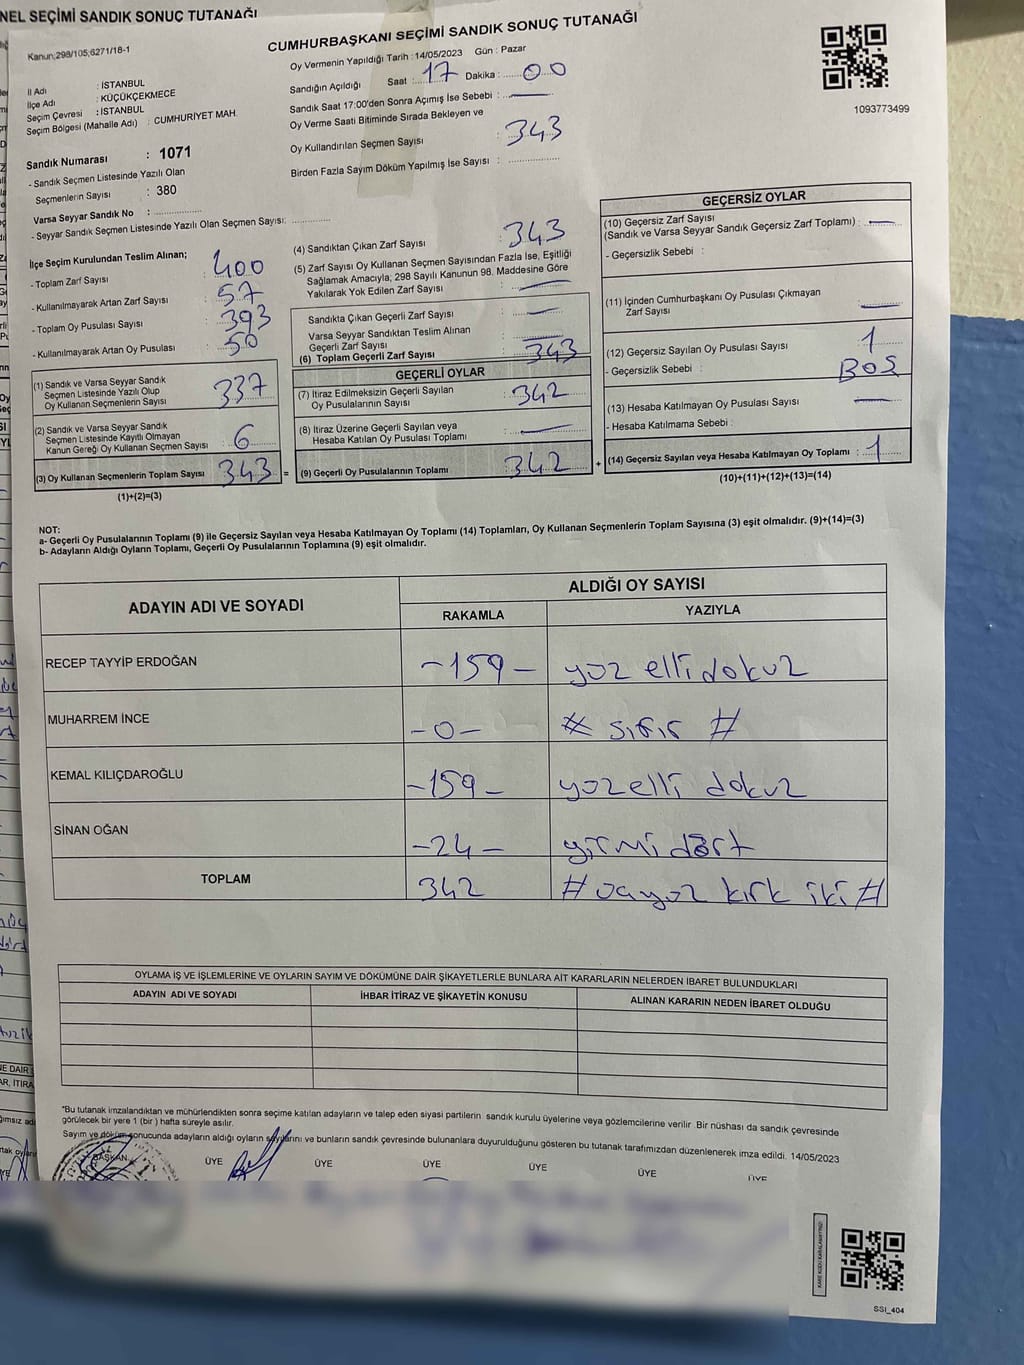 NEL SEÇİMİ SANDIK SONUÇ TUTANAĞI
Kanun;298/105,6271/18-1
CUMHURBAŞKANI SEÇİMİ SANDIK SONUÇ TUTANAĞI
1093773499
İl Adı : İSTANBUL
İlçe Adı : KÜÇÜKÇEKMECE
Seçim Çevresi : İSTANBUL
Seçim Bölgesi (Mahalle Adı) : CUMHURİYET MAH.
Sandık Numarası : 1071
- Sandık Seçmen Listesinde Yazılı Olan
Seçmenlerin Sayısı : 380
Varsa Seyyar Sandık No :
- Seyyar Sandık Seçmen Listesinde Yazılı Olan Seçmen Sayısı:
Oy Vermenin Yapıldığı Tarih : 14/05/2023 Gün : Pazar
Sandığın Açıldığı Saat : 17 Dakika : 00
Sandık Saat 17:00'den Sonra Açımış İse Sebebi : —
Oy Verme Saati Bitiminde Sırada Bekleyen ve
Oy Kullandırılan Seçmen Sayısı : 343
Birden Fazla Sayım Döküm Yapılmış İse Sayısı :
İlçe Seçim Kurulundan Teslim Alınan;
- Toplam Zarf Sayısı : 400
- Kullanılmayarak Artan Zarf Sayısı : 57
- Toplam Oy Pusulası Sayısı : 393
- Kullanılmayarak Artan Oy Pusulası : 50
(1) Sandık ve Varsa Seyyar Sandık
Seçmen Listesinde Yazılı Olup
Oy Kullanan Seçmenlerin Sayısı : 337
(2) Sandık ve Varsa Seyyar Sandık
Seçmen Listesinde Kayıtlı Olmayan
Kanun Gereği Oy Kullanan Seçmen Sayısı : 6
(3) Oy Kullanan Seçmenlerin Toplam Sayısı : 343 =
(1)+(2)=(3)
(4) Sandıktan Çıkan Zarf Sayısı : 343
(5) Zarf Sayısı Oy Kullanan Seçmen Sayısından Fazla İse, Eşitliği
Sağlamak Amacıyla; 298 Sayılı Kanunun 98. Maddesine Göre
Yakılarak Yok Edilen Zarf Sayısı : —
Sandıkta Çıkan Geçerli Zarf Sayısı : —
Varsa Seyyar Sandıktan Teslim Alınan
Geçerli Zarf Sayısı : —
(6) Toplam Geçerli Zarf Sayısı : 343
GEÇERLİ OYLAR
(7) İtiraz Edilmeksizin Geçerli Sayılan
Oy Pusulalarının Sayısı : 342
(8) İtiraz Üzerine Geçerli Sayılan veya
Hesaba Katılan Oy Pusulası Toplamı : —
(9) Geçerli Oy Pusulalarının Toplamı : 342 +
GEÇERSİZ OYLAR
(10) Geçersiz Zarf Sayısı
(Sandık ve Varsa Seyyar Sandık Geçersiz Zarf Toplamı) : —
- Geçersizlik Sebebi :
(11) İçinden Cumhurbaşkanı Oy Pusulası Çıkmayan
Zarf Sayısı : —
(12) Geçersiz Sayılan Oy Pusulası Sayısı : 1
- Geçersizlik Sebebi : BOŞ
(13) Hesaba Katılmayan Oy Pusulası Sayısı : —
- Hesaba Katılmama Sebebi :
(14) Geçersiz Sayılan veya Hesaba Katılmayan Oy Toplamı : 1
(10)+(11)+(12)+(13)=(14)
NOT:
a- Geçerli Oy Pusulalarının Toplamı (9) ile Geçersiz Sayılan veya Hesaba Katılmayan Oy Toplamı (14) Toplamları, Oy Kullanan Seçmenlerin Toplam Sayısına (3) eşit olmalıdır. (9)+(14)=(3)
b- Adayların Aldığı Oyların Toplamı, Geçerli Oy Pusulalarının Toplamına (9) eşit olmalıdır.
ADAYIN ADI VE SOYADI ALDIĞI OY SAYISI
RAKAMLA YAZIYLA
RECEP TAYYİP ERDOĞAN -159- yüz elli dokuz
MUHARREM İNCE -0- # sıfır #
KEMAL KILIÇDAROĞLU -159- yüz elli dokuz
SİNAN OĞAN -24- yirmi dört
TOPLAM 342 # üçyüz kırk iki #
OYLAMA İŞ VE İŞLEMLERİNE VE OYLARIN SAYIM VE DÖKÜMÜNE DAİR ŞİKAYETLERLE BUNLARA AİT KARARLARIN NELERDEN İBARET BULUNDUKLARI
ADAYIN ADI VE SOYADI İHBAR İTİRAZ VE ŞİKAYETİN KONUSU ALINAN KARARIN NEDEN İBARET OLDUĞU
*Bu tutanak imzalandıktan ve mühürlendikten sonra seçime katılan adayların ve talep eden siyasi partilerin sandık kurulu üyelerine veya gözlemcilerine verilir .Bir nüshası da sandık çevresinde
görülecek bir yere 1 (bir ) hafta süreyle asılır.
Sayım ve döküm sonucunda adayların aldığı oyların sayılarını ve bunların sandık çevresinde bulunanlara duyurulduğunu gösteren bu tutanak tarafımızdan düzenlenerek imza edildi. 14/05/2023
BAŞKAN ÜYE ÜYE ÜYE ÜYE ÜYE ÜYE
SSI_404